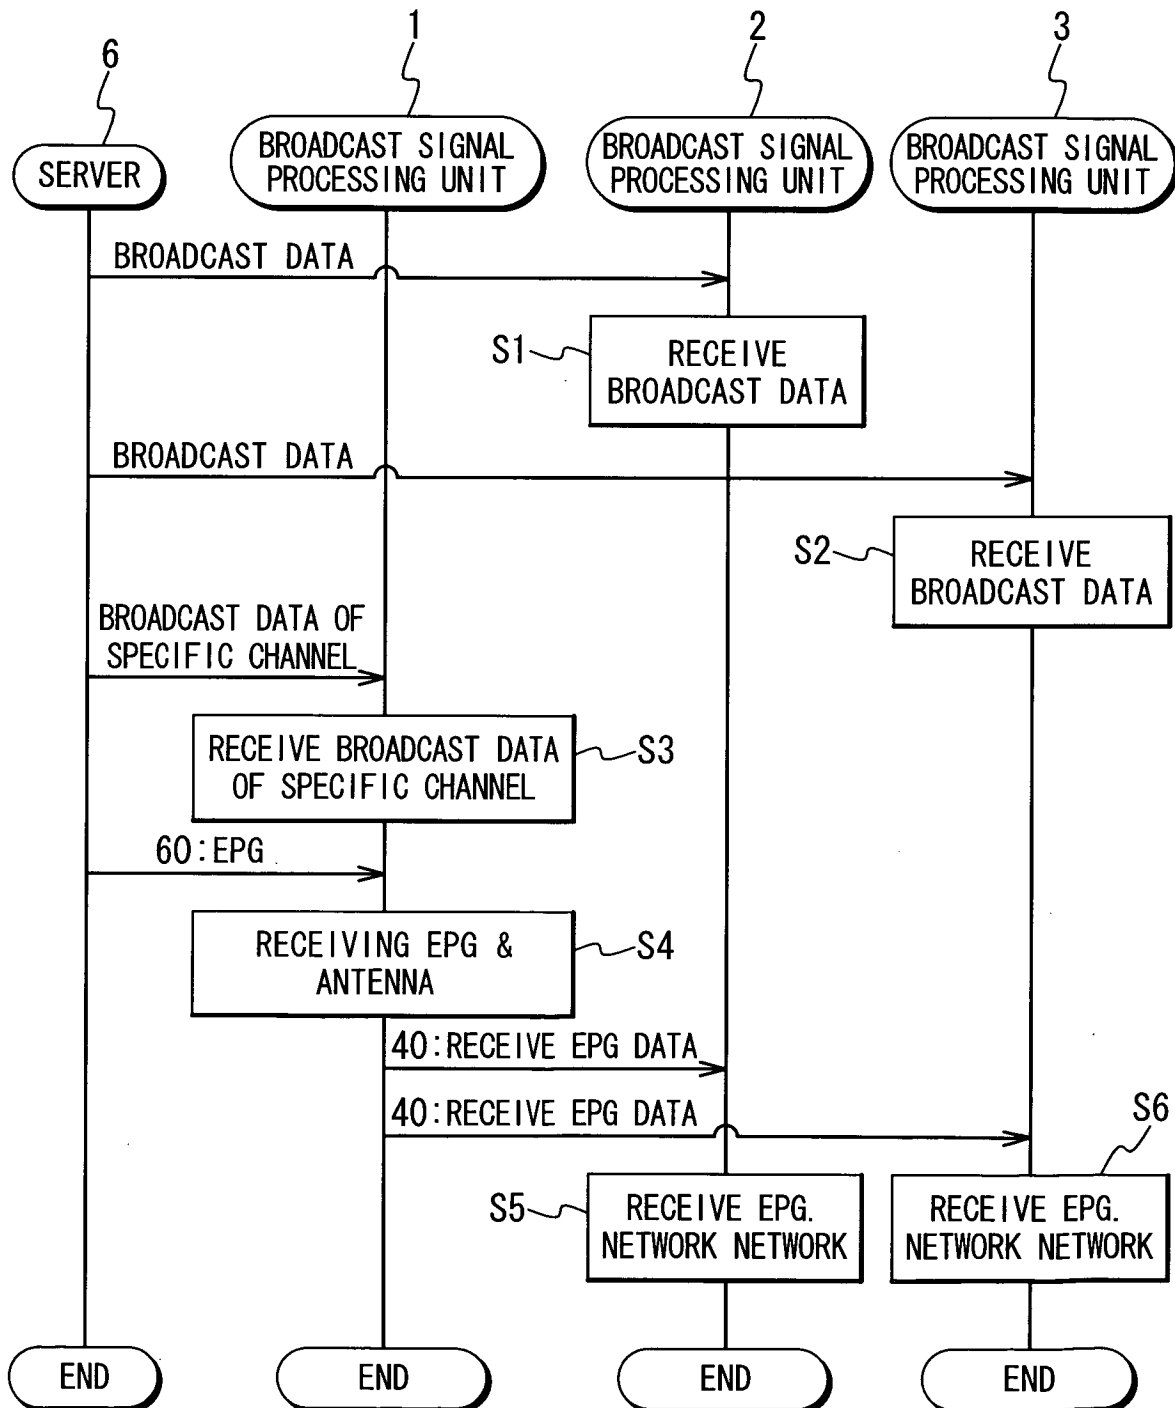 6
1
2
3
SERVER
BROADCAST SIGNAL
PROCESSING UNIT
BROADCAST SIGNAL
PROCESSING UNIT
BROADCAST SIGNAL
PROCESSING UNIT
BROADCAST DATA
S1
RECEIVE
BROADCAST DATA
BROADCAST DATA
S2
RECEIVE
BROADCAST DATA
BROADCAST DATA OF
SPECIFIC CHANNEL
RECEIVE BROADCAST DATA
OF SPECIFIC CHANNEL
S3
60:EPG
RECEIVING EPG &
ANTENNA
S4
40:RECEIVE EPG DATA
40:RECEIVE EPG DATA
S6
S5
RECEIVE EPG.
NETWORK NETWORK
RECEIVE EPG.
NETWORK NETWORK
END
END
END
END